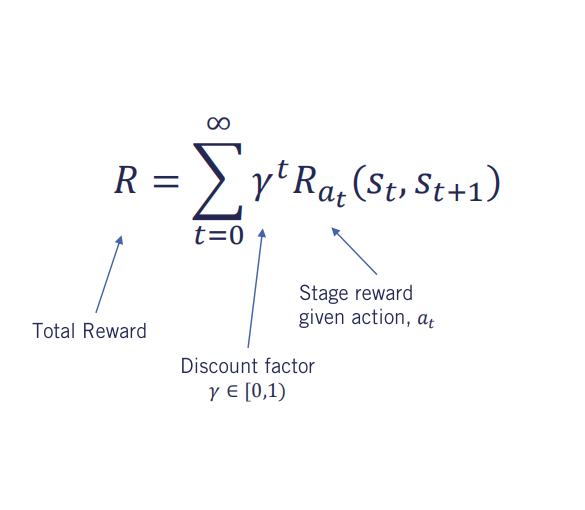 ∞
R = ∑ γ^t R_{a_t}(s_t, s_{t+1})
t=0
Stage reward
given action, a_t
Total Reward
Discount factor
γ ∈ [0,1)